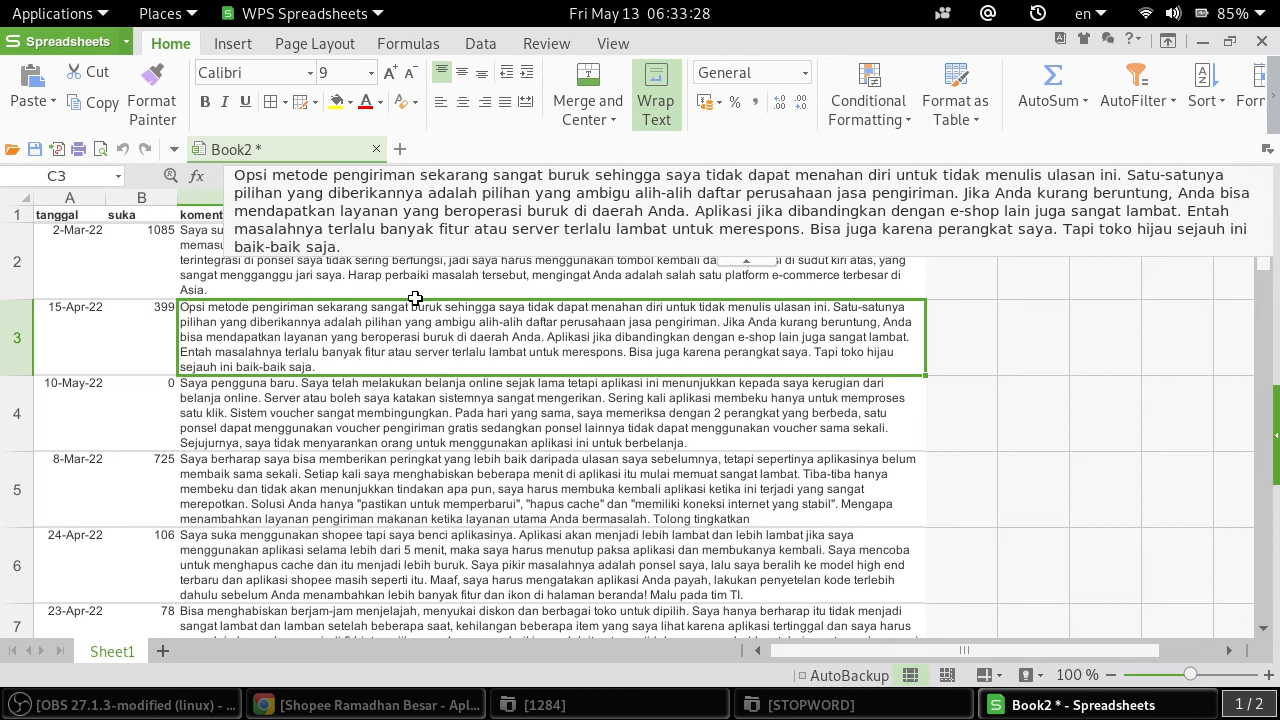 Applications Places WPS Spreadsheets Fri May 13 06:33:28 en 85%
Spreadsheets Home Insert Page Layout Formulas Data Review View
Paste Cut Copy Format Painter Calibri 9 B I U A Merge and Center Wrap Text General % , Conditional Formatting Format as Table AutoSum AutoFilter Sort Form
Book2 *
C3 fx
Opsi metode pengiriman sekarang sangat buruk sehingga saya tidak dapat menahan diri untuk tidak menulis ulasan ini. Satu-satunya
pilihan yang diberikannya adalah pilihan yang ambigu alih-alih daftar perusahaan jasa pengiriman. Jika Anda kurang beruntung, Anda bisa
mendapatkan layanan yang beroperasi buruk di daerah Anda. Aplikasi jika dibandingkan dengan e-shop lain juga sangat lambat. Entah
masalahnya terlalu banyak fitur atau server terlalu lambat untuk merespons. Bisa juga karena perangkat saya. Tapi toko hijau sejauh ini
baik-baik saja.
A B
1 tanggal suka koment
2 2-Mar-22 1085 Saya su
memasu
terintegrasi di ponsel saya tidak sering berfungsi, jadi saya harus menggunakan tombol kembali da si di sudut kiri atas, yang
sangat mengganggu jari saya. Harap perbaiki masalah tersebut, mengingat Anda adalah salah satu platform e-commerce terbesar di
Asia.
3 15-Apr-22 399 Opsi metode pengiriman sekarang sangat buruk sehingga saya tidak dapat menahan diri untuk tidak menulis ulasan ini. Satu-satunya
pilihan yang diberikannya adalah pilihan yang ambigu alih-alih daftar perusahaan jasa pengiriman. Jika Anda kurang beruntung, Anda
bisa mendapatkan layanan yang beroperasi buruk di daerah Anda. Aplikasi jika dibandingkan dengan e-shop lain juga sangat lambat.
Entah masalahnya terlalu banyak fitur atau server terlalu lambat untuk merespons. Bisa juga karena perangkat saya. Tapi toko hijau
sejauh ini baik-baik saja.
4 10-May-22 0 Saya pengguna baru. Saya telah melakukan belanja online sejak lama tetapi aplikasi ini menunjukkan kepada saya kerugian dari
belanja online. Server atau boleh saya katakan sistemnya sangat mengerikan. Sering kali aplikasi membeku hanya untuk memproses
satu klik. Sistem voucher sangat membingungkan. Pada hari yang sama, saya memeriksa dengan 2 perangkat yang berbeda, satu
ponsel dapat menggunakan voucher pengiriman gratis sedangkan ponsel lainnya tidak dapat menggunakan voucher sama sekali.
Sejujurnya, saya tidak menyarankan orang untuk menggunakan aplikasi ini untuk berbelanja.
5 8-Mar-22 725 Saya berharap saya bisa memberikan peringkat yang lebih baik daripada ulasan saya sebelumnya, tetapi sepertinya aplikasinya belum
membaik sama sekali. Setiap kali saya menghabiskan beberapa menit di aplikasi itu mulai memuat sangat lambat. Tiba-tiba hanya
membeku dan tidak akan menunjukkan tindakan apa pun, saya harus membuka kembali aplikasi ketika ini terjadi yang sangat
merepotkan. Solusi Anda hanya "pastikan untuk memperbarui", "hapus cache" dan "memiliki koneksi internet yang stabil". Mengapa
menambahkan layanan pengiriman makanan ketika layanan utama Anda bermasalah. Tolong tingkatkan
6 24-Apr-22 106 Saya suka menggunakan shopee tapi saya benci aplikasinya. Aplikasi akan menjadi lebih lambat dan lebih lambat jika saya
menggunakan aplikasi selama lebih dari 5 menit, maka saya harus menutup paksa aplikasi dan membukanya kembali. Saya mencoba
untuk menghapus cache dan itu menjadi lebih buruk. Saya pikir masalahnya adalah ponsel saya, lalu saya beralih ke model high end
terbaru dan aplikasi shopee masih seperti itu. Maaf, saya harus mengatakan aplikasi Anda payah, lakukan penyetelan kode terlebih
dahulu sebelum Anda menambahkan lebih banyak fitur dan ikon di halaman beranda! Malu pada tim TI.
7 23-Apr-22 78 Bisa menghabiskan berjam-jam menjelajah, menyukai diskon dan berbagai toko untuk dipilih. Saya hanya berharap itu tidak menjadi
sangat lambat dan lamban setelah beberapa saat, kehilangan beberapa item yang saya lihat karena aplikasi tertinggal dan saya harus
Sheet1
AutoBackup 100 %
[OBS 27.1.3-modified (linux) - ... [Shopee Ramadhan Besar - Apl... [1284] [STOPWORD] Book2 * - Spreadsheets 1 / 2